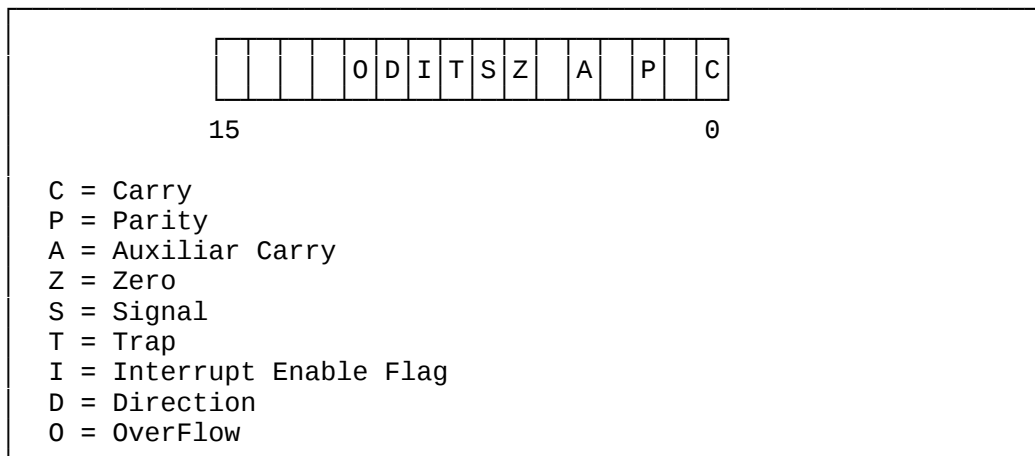 O D I T S Z A P C
15 0
C = Carry
P = Parity
A = Auxiliar Carry
Z = Zero
S = Signal
T = Trap
I = Interrupt Enable Flag
D = Direction
O = OverFlow